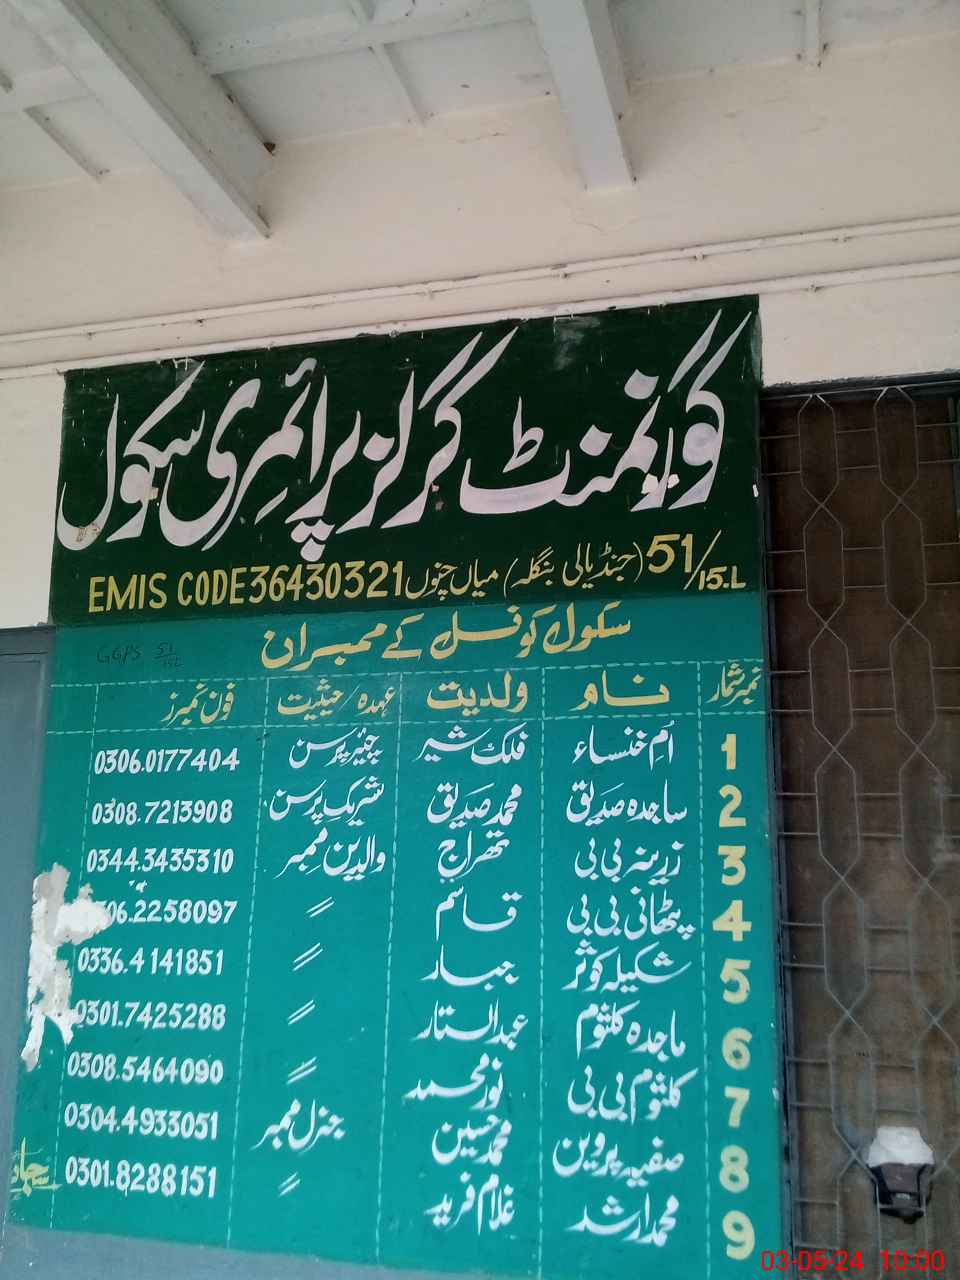 گورنمنٹ گرلز پرائمری سکول
51/15.L (جنڈیالی بنگلہ) میاں چنوں EMIS CODE 36430321
سکول کونسل کے ممبران
GGPS 51/15L
نمبر شمار نام ولدیت عہدہ/حیثیت فون نمبرز
1 اُم خنساء فلک شیر چیئرپرسن 0306.0177404
2 ساجدہ صدیق محمد صدیق شریک پرسن 0308.7213908
3 زرینہ بی بی تھراج والدین ممبر 0344.3435310
4 پٹھانی بی بی قاسم 〃 06.2258097
5 شکیلہ کوثر جبار 〃 0336.4141851
6 ماجدہ کلثوم عبدالستار 〃 0301.7425288
7 کلثوم بی بی نور محمد 〃 0308.5464090
8 صفیہ پروین محمد حسین جنرل ممبر 0304.4933051
9 محمد ارشد غلام فرید 〃 0301.8288151
سجاد
03-05-24 10:00